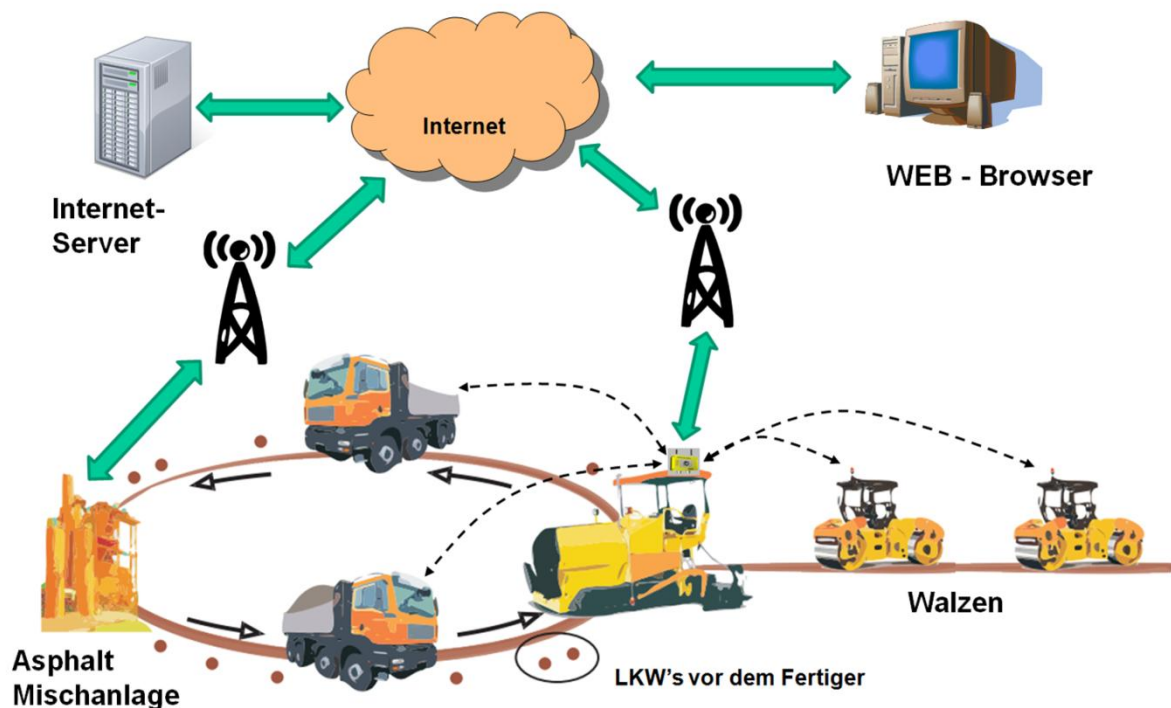 Internet
WEB - Browser
Internet-
Server
Walzen
Asphalt
Mischanlage
LKW's vor dem Fertiger